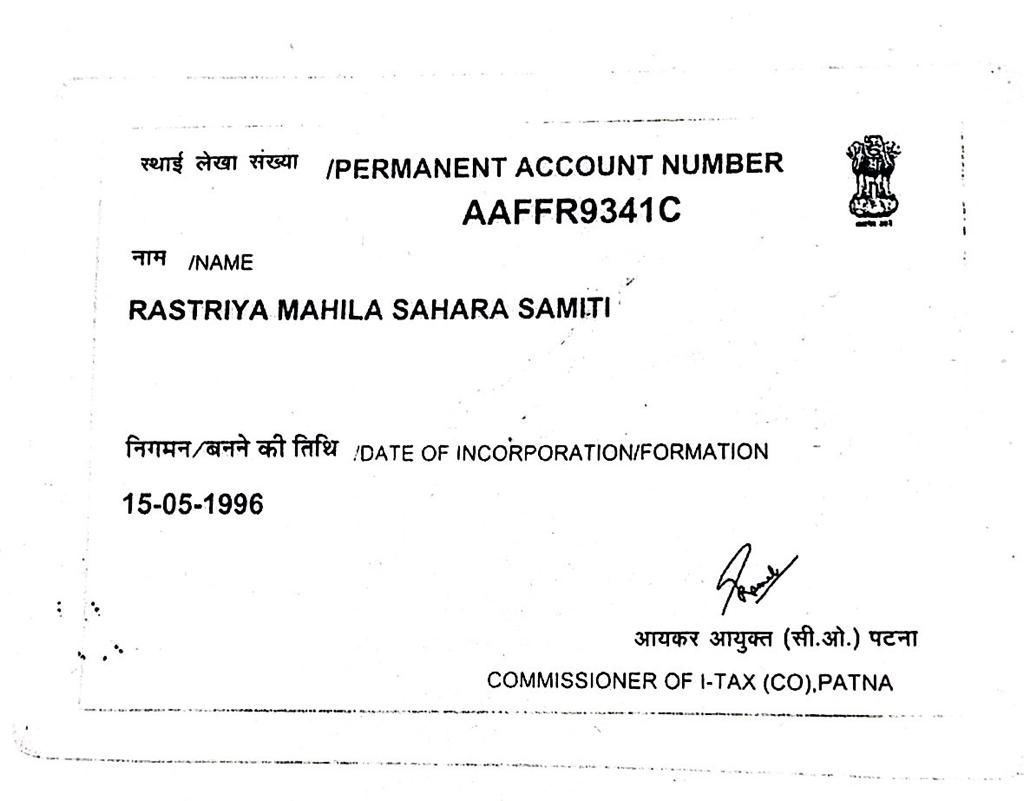 स्थाई लेखा संख्या /PERMANENT ACCOUNT NUMBER
AAFFR9341C
नाम /NAME
RASTRIYA MAHILA SAHARA SAMITI
निगमन/बनने की तिथि /DATE OF INCORPORATION/FORMATION
15-05-1996
आयकर आयुक्त (सी.ओ.) पटना
COMMISSIONER OF I-TAX (CO),PATNA